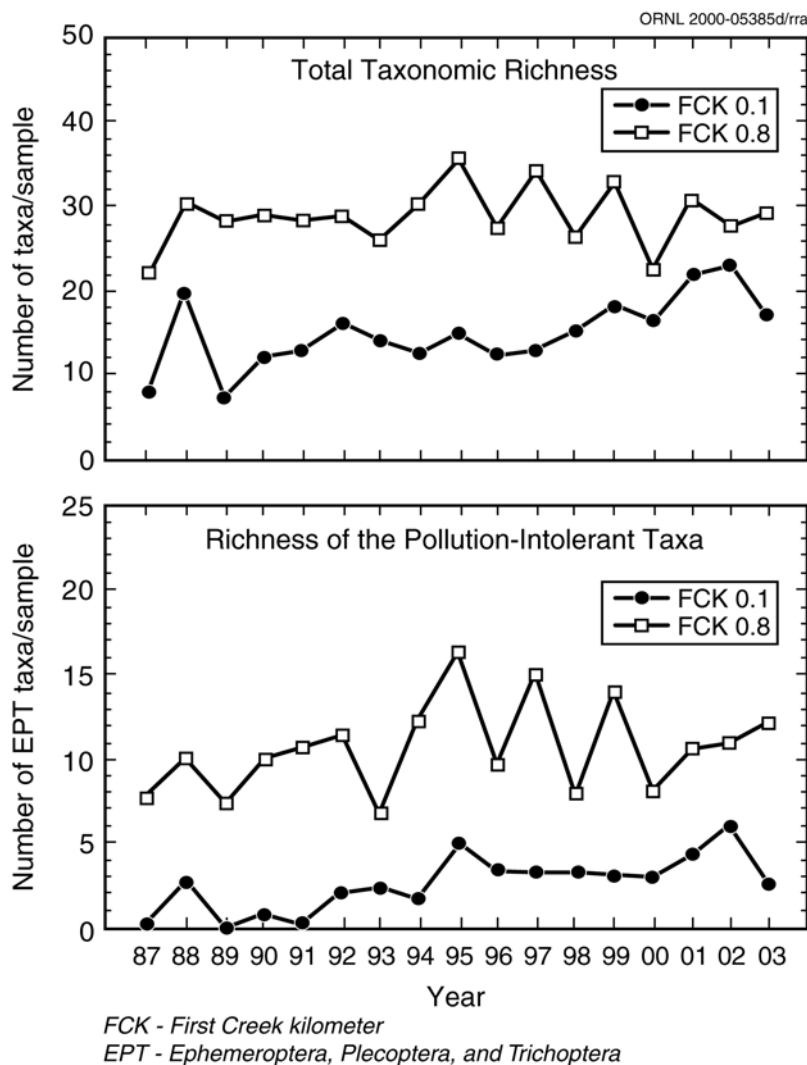 ORNL 2000-05385d/rra
Total Taxonomic Richness
FCK 0.1
FCK 0.8
Number of taxa/sample
50
40
30
20
10
0
Richness of the Pollution-Intolerant Taxa
FCK 0.1
FCK 0.8
Number of EPT taxa/sample
25
20
15
10
5
0
87 88 89 90 91 92 93 94 95 96 97 98 99 00 01 02 03
Year
FCK - First Creek kilometer
EPT - Ephemeroptera, Plecoptera, and Trichoptera